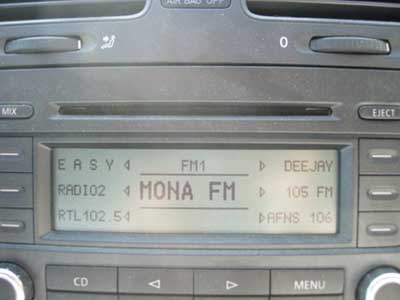 AIR BAG OFF
0
MIX
EJECT
EASY FM1 DEEJAY
RADIO2 MONA FM 105 FM
RTL102.54 AFNS 106
CD MENU